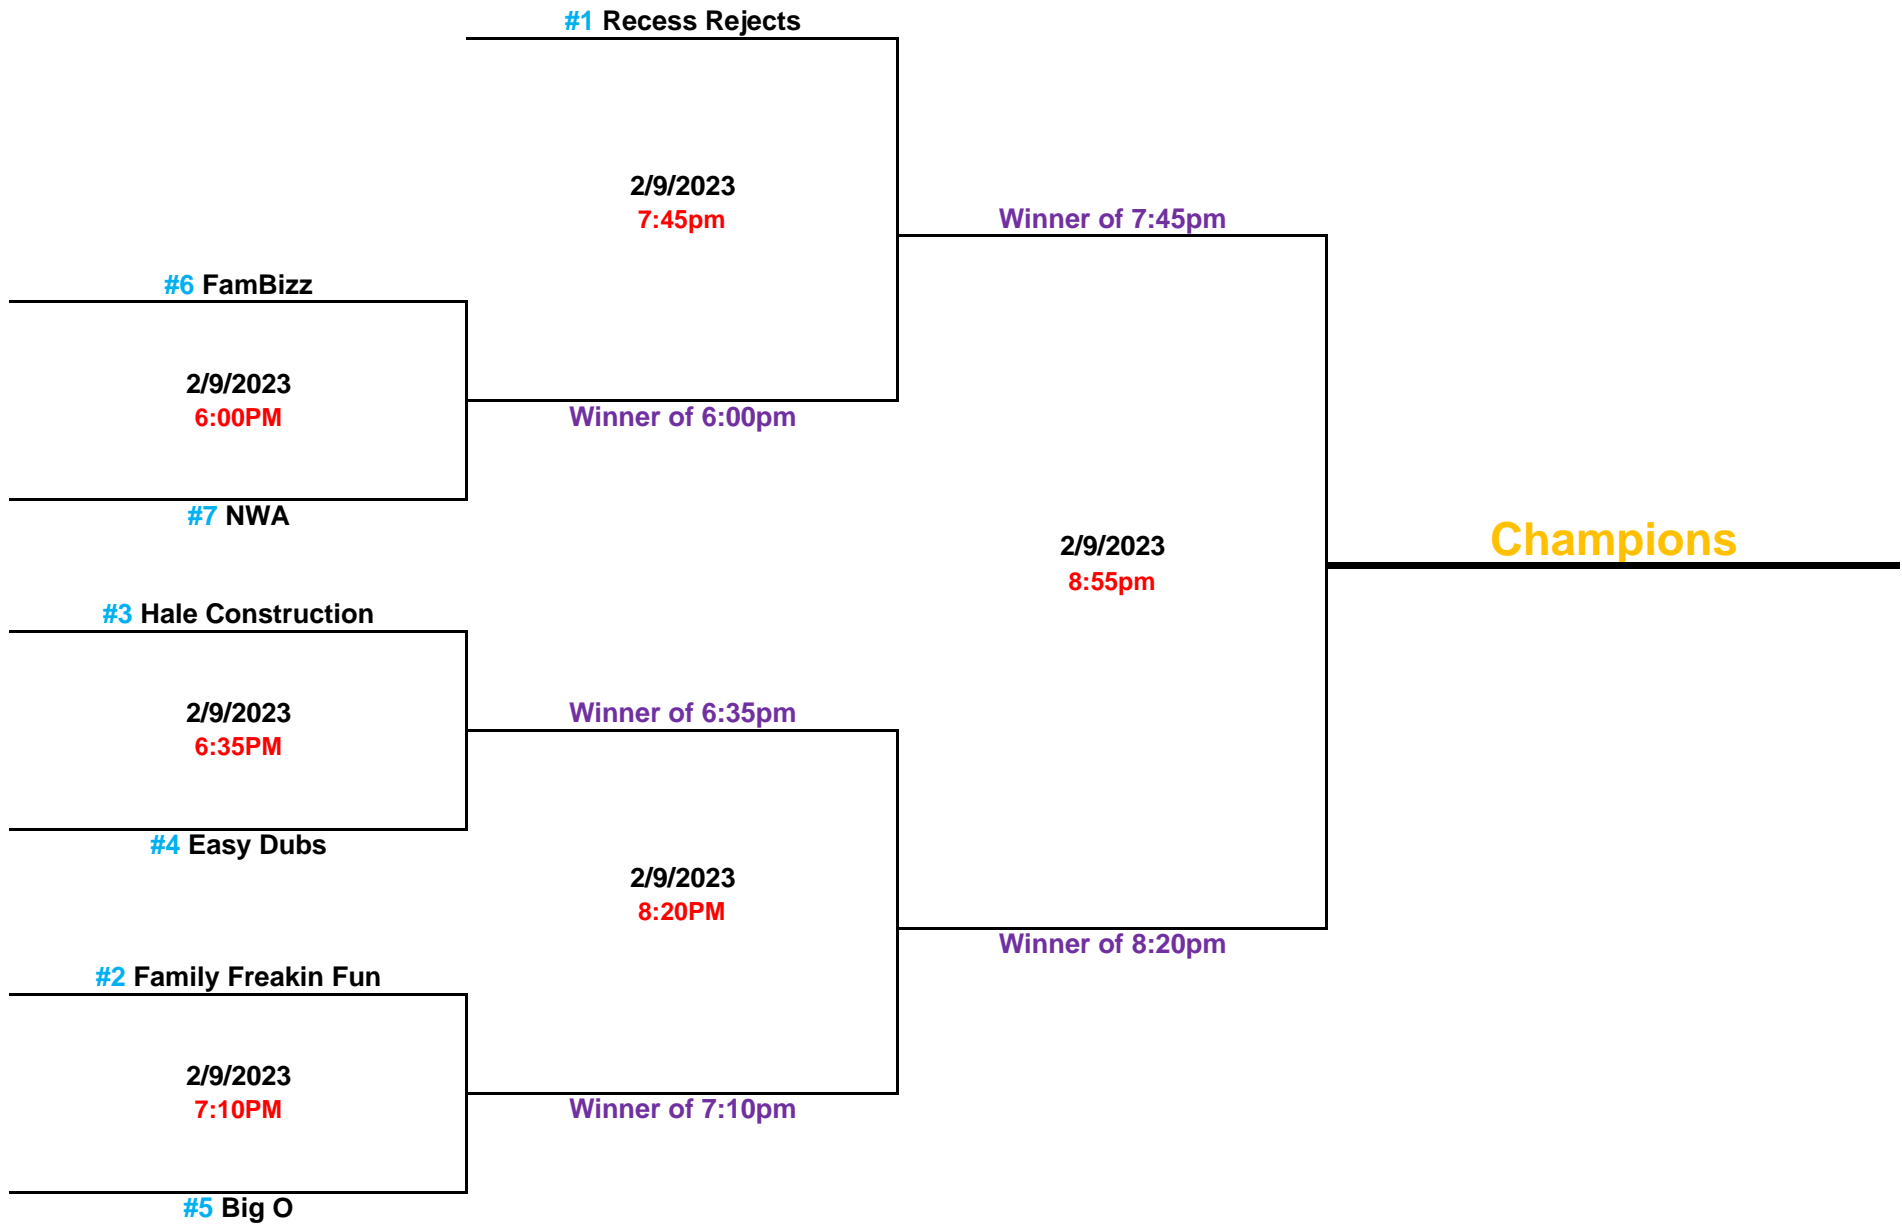 #1 Recess Rejects
2/9/2023
7:45pm
Winner of 7:45pm
#6 FamBizz
2/9/2023
6:00PM
Winner of 6:00pm
#7 NWA
2/9/2023
8:55pm
Champions
#3 Hale Construction
2/9/2023
6:35PM
Winner of 6:35pm
#4 Easy Dubs
2/9/2023
8:20PM
Winner of 8:20pm
#2 Family Freakin Fun
2/9/2023
7:10PM
Winner of 7:10pm
#5 Big O